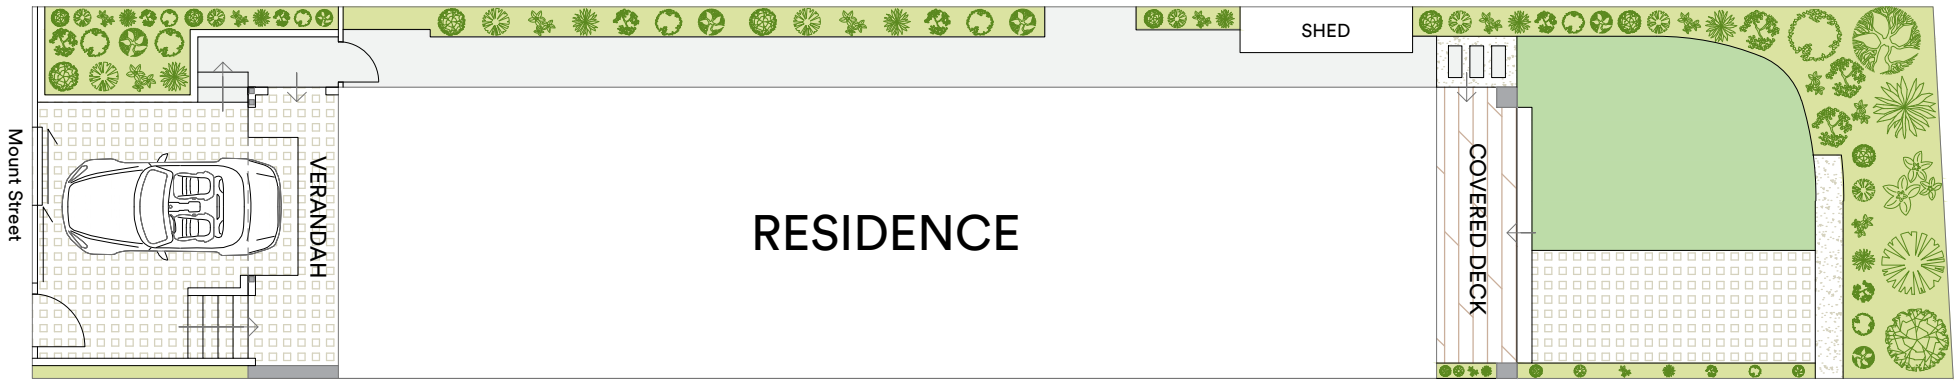 SHED
Mount Street
VERANDAH
RESIDENCE
COVERED DECK